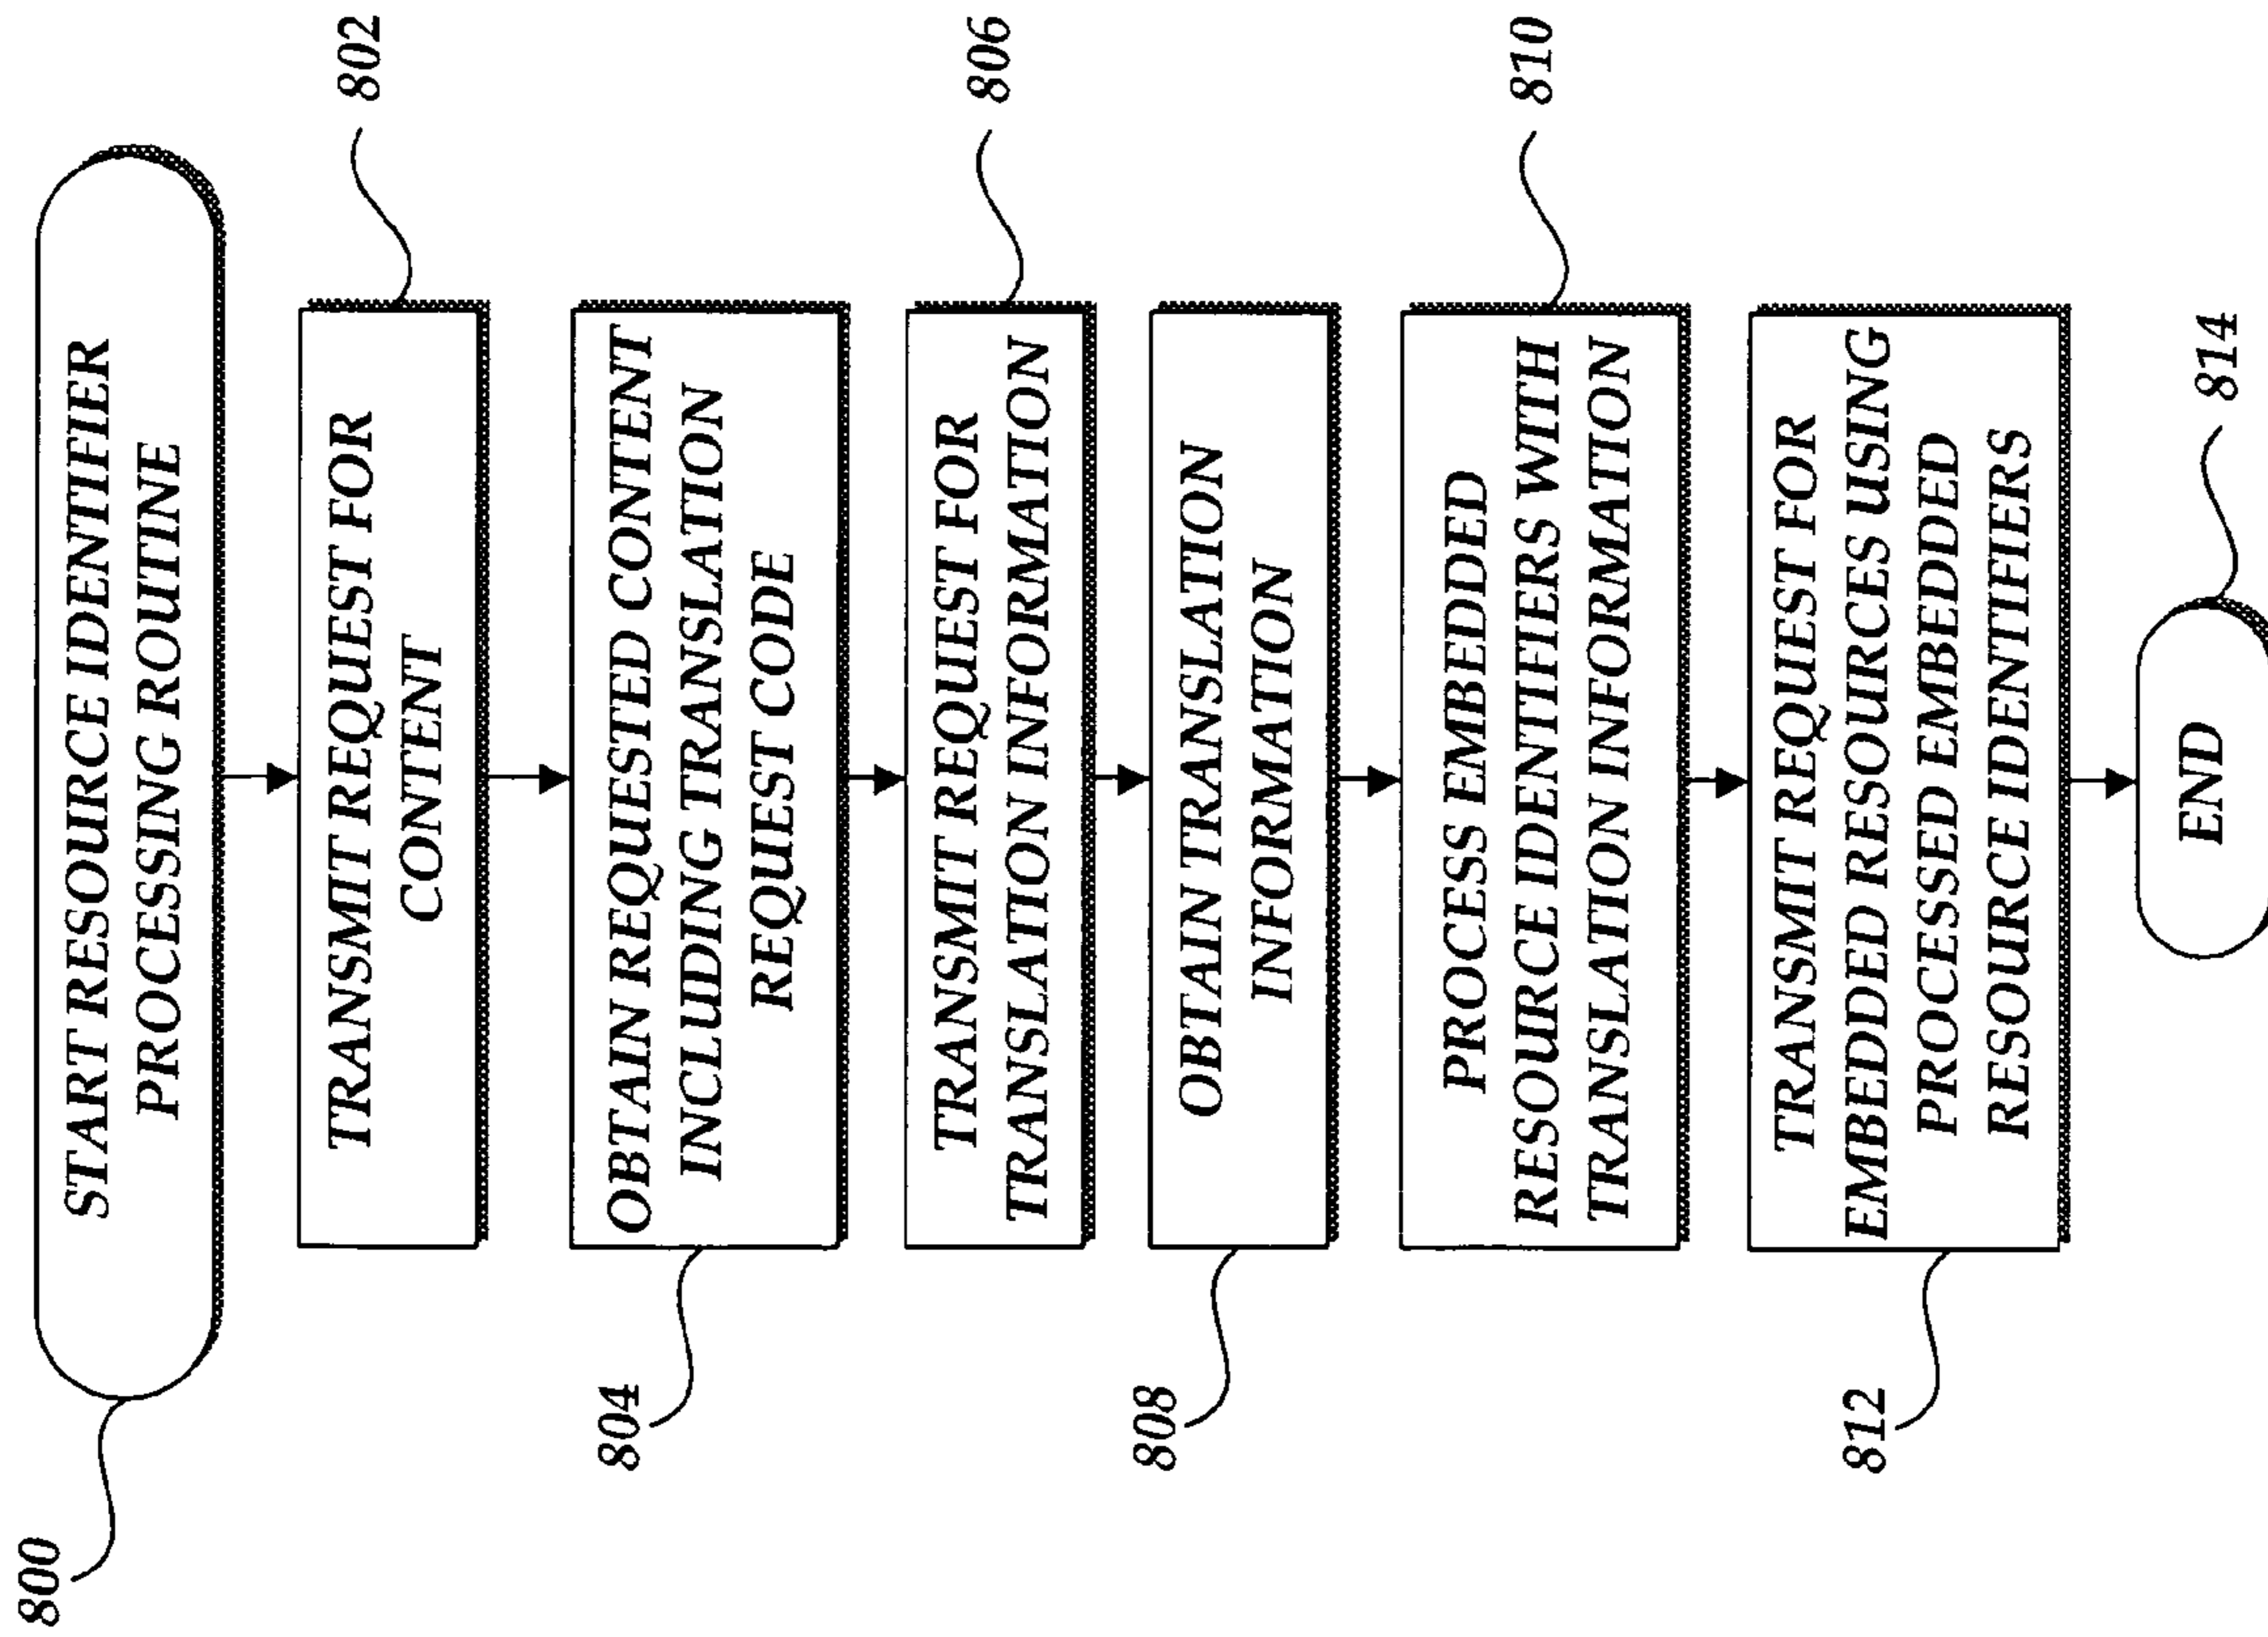 800
START RESOURCE IDENTIFIER
PROCESSING ROUTINE
802
TRANSMIT REQUEST FOR
CONTENT
804
OBTAIN REQUESTED CONTENT
INCLUDING TRANSLATION
REQUEST CODE
806
TRANSMIT REQUEST FOR
TRANSLATION INFORMATION
808
OBTAIN TRANSLATION
INFORMATION
810
PROCESS EMBEDDED
RESOURCE IDENTIFIERS WITH
TRANSLATION INFORMATION
812
TRANSMIT REQUEST FOR
EMBEDDED RESOURCES USING
PROCESSED EMBEDDED
RESOURCE IDENTIFIERS
814
END